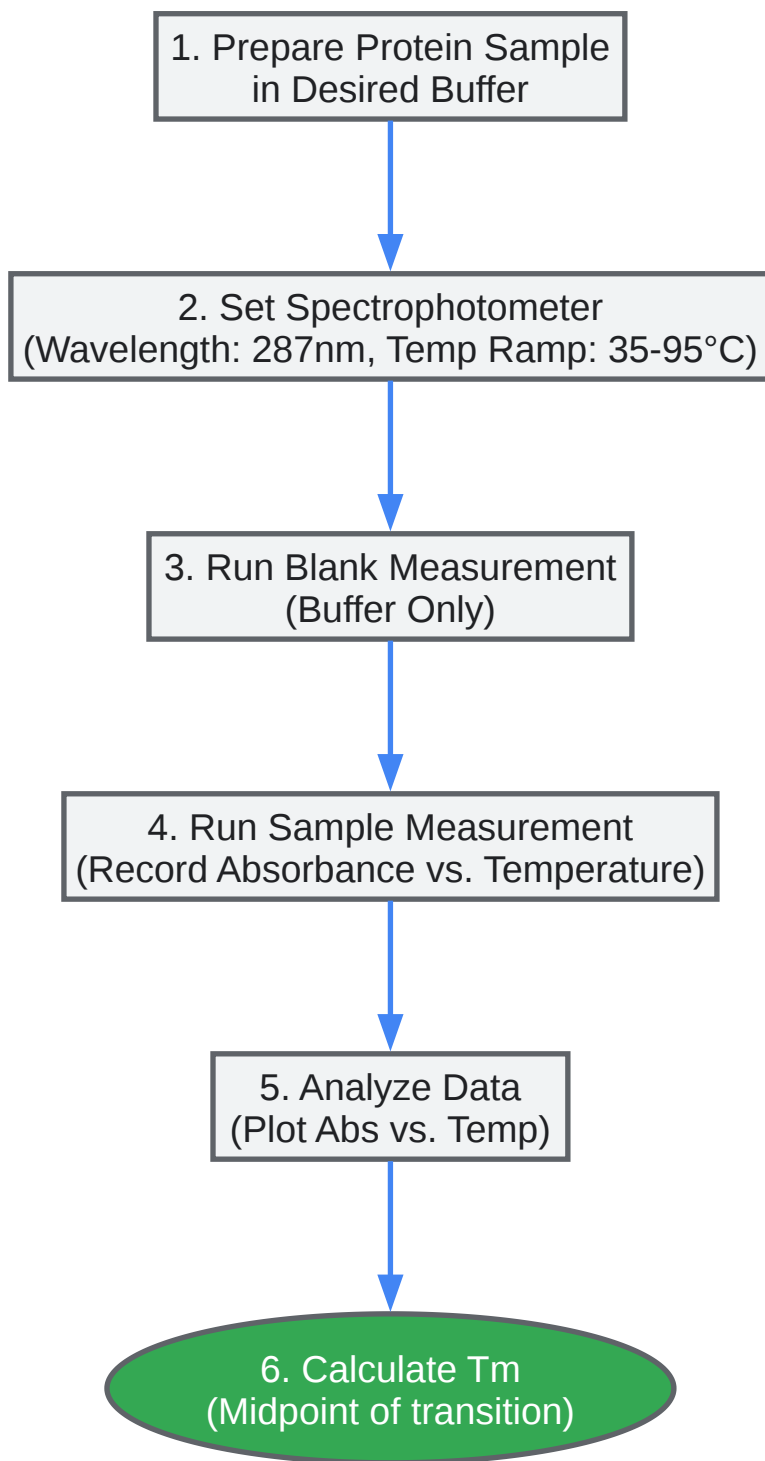 1. Prepare Protein Sample
in Desired Buffer
2. Set Spectrophotometer
(Wavelength: 287nm, Temp Ramp: 35-95°C)
3. Run Blank Measurement
(Buffer Only)
4. Run Sample Measurement
(Record Absorbance vs. Temperature)
5. Analyze Data
(Plot Abs vs. Temp)
6. Calculate Tm
(Midpoint of transition)